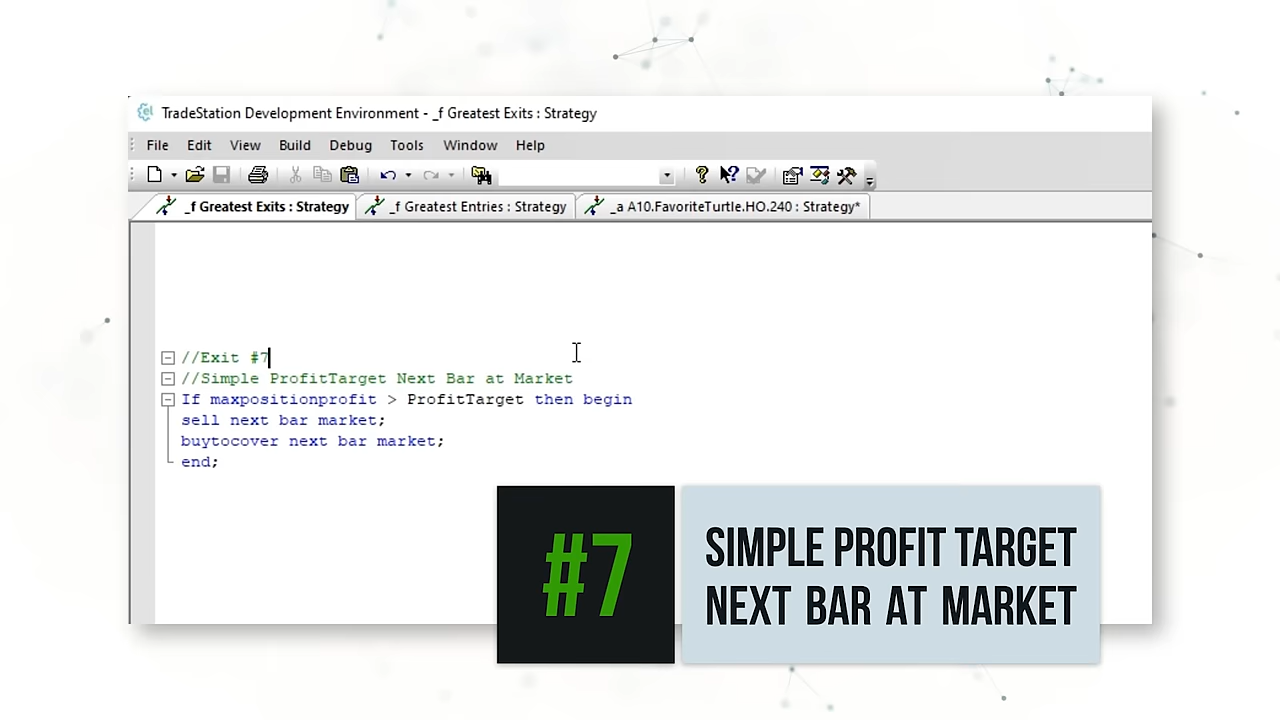 TradeStation Development Environment - _f Greatest Exits : Strategy
File Edit View Build Debug Tools Window Help
_f Greatest Exits : Strategy _f Greatest Entries : Strategy _a A10.FavoriteTurtle.HO.240 : Strategy*
//Exit #7
//Simple ProfitTarget Next Bar at Market
If maxpositionprofit > ProfitTarget then begin
sell next bar market;
buytocover next bar market;
end;
#7
SIMPLE PROFIT TARGET
NEXT BAR AT MARKET